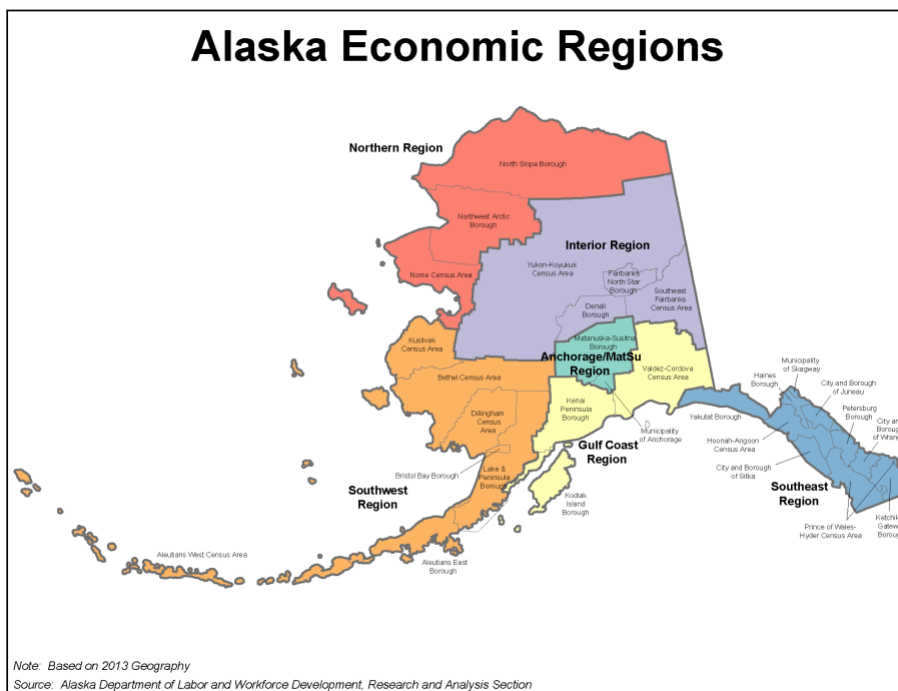 Alaska Economic Regions
Northern Region
North Slope Borough
Northwest Arctic
Borough
Nome Census Area
Interior Region
Yukon-Koyukuk
Census Area
Fairbanks
North Star
Borough
Southeast
Fairbanks
Census Area
Denali
Borough
Matanuska-Susitna
Borough
Anchorage/MatSu
Region
Kusilvak
Census Area
Bethel Census Area
Valdez-Cordova
Census Area
Dillingham
Census
Area
Kenai
Peninsula
Borough
Municipality
of Anchorage
Gulf Coast
Region
Bristol Bay Borough
Lake &
Peninsula
Borough
Southwest
Region
Kodiak
Island
Borough
Aleutians West Census Area
Aleutians East
Borough
Municipality
of Skagway
Haines
Borough
City and Borough
of Juneau
Petersburg
Borough
City and
of
Yakutat Borough
Hoonah-Angoon
Census Area
City and Borough
of Sitka
Southeast
Region
Prince of Wales-
Hyder Census Area
Note: Based on 2013 Geography
Source: Alaska Department of Labor and Workforce Development, Research and Analysis Section